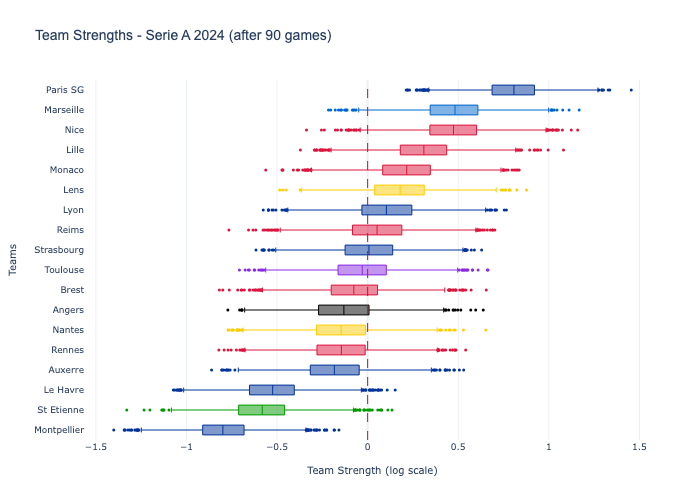 Team Strengths - Serie A 2024 (after 90 games)
Paris SG
Marseille
Nice
Lille
Monaco
Lens
Lyon
Reims
Strasbourg
Toulouse
Brest
Angers
Nantes
Rennes
Auxerre
Le Havre
St Etienne
Montpellier
Teams
−1.5 −1 −0.5 0 0.5 1 1.5
Team Strength (log scale)